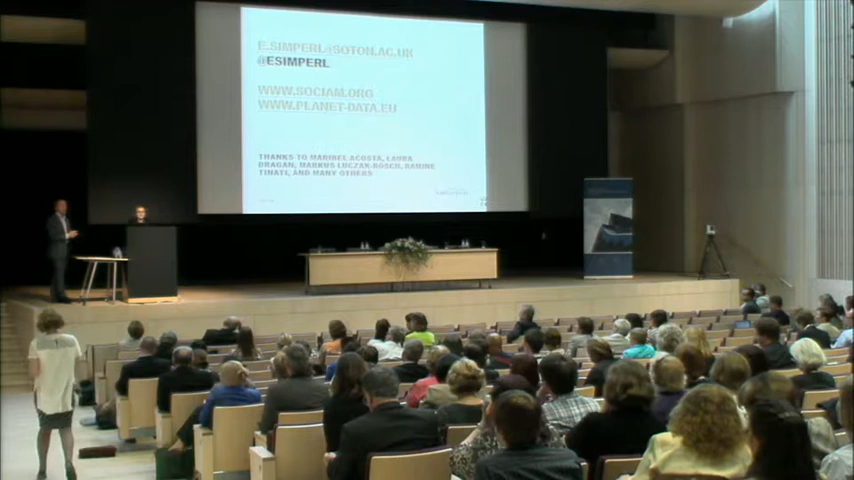 E.SIMPERL@SOTON.AC.UK
@ESIMPERL
WWW.SOCIAM.ORG
WWW.PLANET-DATA.EU
THANKS TO MARIBEL ACOSTA, LAURA
DRAGAN, MARKUS LUCZAK-RÖSCH, RAMINE
TINATI, AND MANY OTHERS